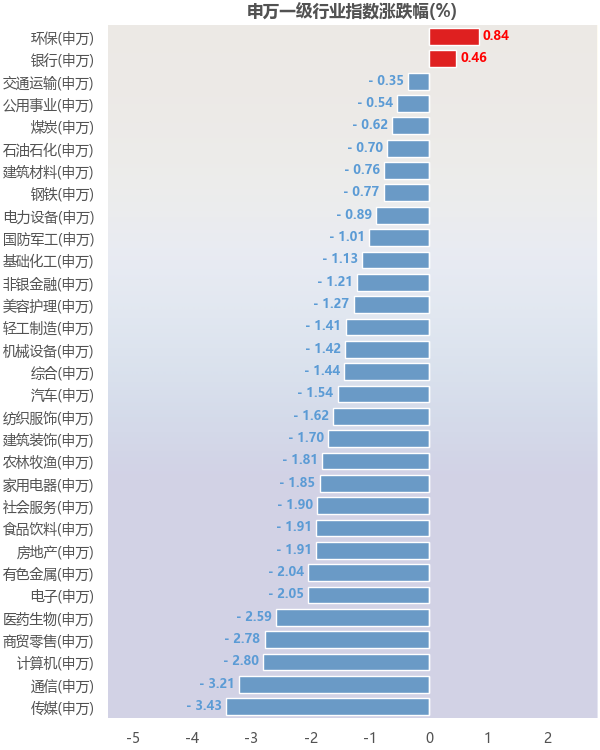 申万一级行业指数涨跌幅(%)
环保(申万) 0.84
银行(申万) 0.46
交通运输(申万) - 0.35
公用事业(申万) - 0.54
煤炭(申万) - 0.62
石油石化(申万) - 0.70
建筑材料(申万) - 0.76
钢铁(申万) - 0.77
电力设备(申万) - 0.89
国防军工(申万) - 1.01
基础化工(申万) - 1.13
非银金融(申万) - 1.21
美容护理(申万) - 1.27
轻工制造(申万) - 1.41
机械设备(申万) - 1.42
综合(申万) - 1.44
汽车(申万) - 1.54
纺织服饰(申万) - 1.62
建筑装饰(申万) - 1.70
农林牧渔(申万) - 1.81
家用电器(申万) - 1.85
社会服务(申万) - 1.90
食品饮料(申万) - 1.91
房地产(申万) - 1.91
有色金属(申万) - 2.04
电子(申万) - 2.05
医药生物(申万) - 2.59
商贸零售(申万) - 2.78
计算机(申万) - 2.80
通信(申万) - 3.21
传媒(申万) - 3.43
-5 -4 -3 -2 -1 0 1 2